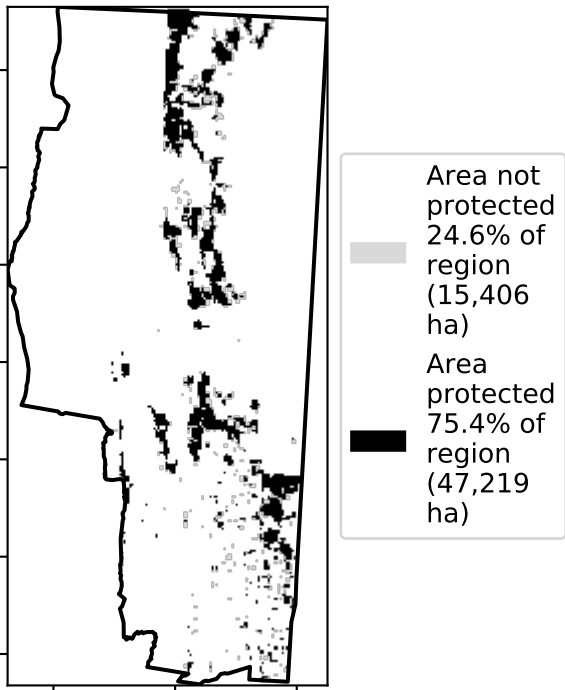 Area not
protected
24.6% of
region
(15,406
ha)
Area
protected
75.4% of
region
(47,219
ha)